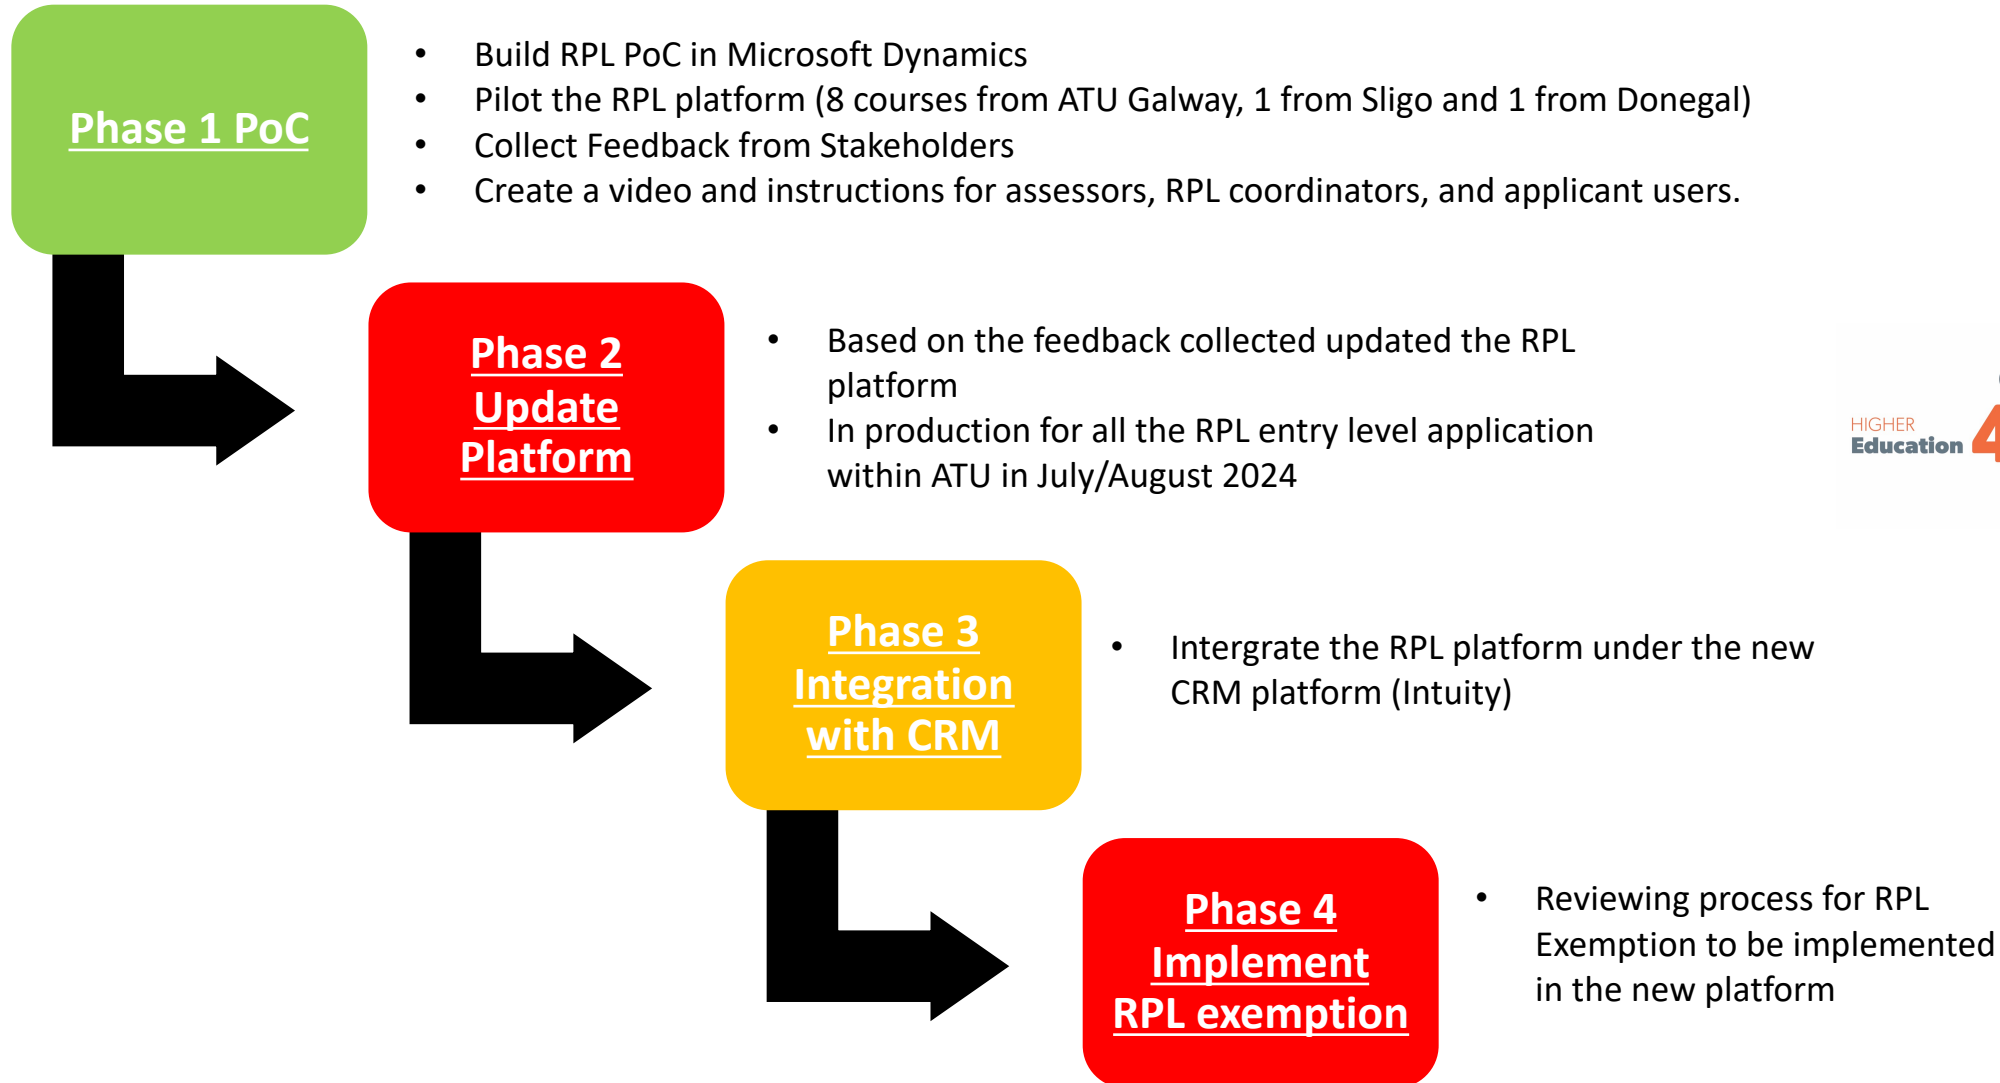 Phase 1 PoC
• Build RPL PoC in Microsoft Dynamics
• Pilot the RPL platform (8 courses from ATU Galway, 1 from Sligo and 1 from Donegal)
• Collect Feedback from Stakeholders
• Create a video and instructions for assessors, RPL coordinators, and applicant users.
Phase 2
Update
Platform
• Based on the feedback collected updated the RPL
platform
• In production for all the RPL entry level application
within ATU in July/August 2024
HIGHER
Education 4
Phase 3
Integration
with CRM
• Intergrate the RPL platform under the new
CRM platform (Intuity)
Phase 4
Implement
RPL exemption
• Reviewing process for RPL
Exemption to be implemented
in the new platform